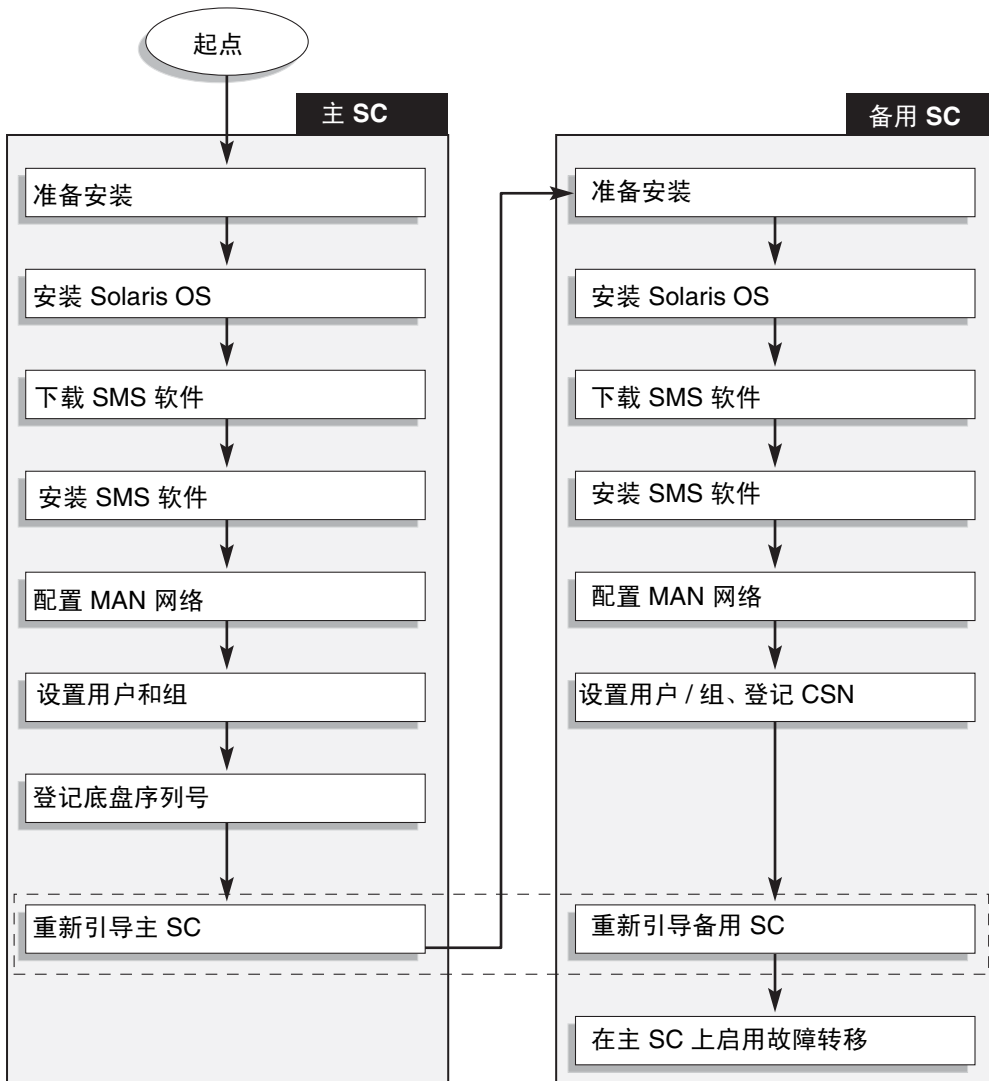 起点
主 SC
准备安装
安装 Solaris OS
下载 SMS 软件
安装 SMS 软件
配置 MAN 网络
设置用户和组
登记底盘序列号
重新引导主 SC
备用 SC
准备安装
安装 Solaris OS
下载 SMS 软件
安装 SMS 软件
配置 MAN 网络
设置用户 / 组、登记 CSN
重新引导备用 SC
在主 SC 上启用故障转移